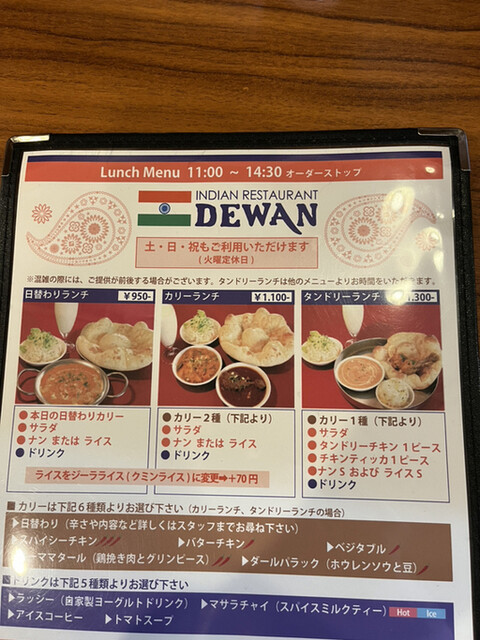 Lunch Menu 11:00 ～ 14:30 オーダーストップ
INDIAN RESTAURANT
DEWAN
土・日・祝もご利用いただけます
(火曜定休日)
※混雑の際には、ご提供が前後する場合がございます。タンドリーランチは他のメニューよりお時間をいただきます。
日替わりランチ ￥950-
カリーランチ ￥1,100-
タンドリーランチ ￥1,300-
●本日の日替わりカリー
●サラダ
●ナン または ライス
●ドリンク
●カリー２種（下記より）
●サラダ
●ナン または ライス
●ドリンク
●カリー１種（下記より）
●サラダ
●タンドリーチキン１ピース
●チキンティッカ１ピース
●ナン S および ライス S
●ドリンク
ライスをジーラライス(クミンライス)に変更➡+70円
■カリーは下記６種類よりお選び下さい（カリーランチ、タンドリーランチの場合）
▶日替わり（辛さや内容など詳しくはスタッフまでお尋ね下さい）
▶スパイシーチキン ▶バターチキン ▶ベジタブル
ーママタール（鶏挽き肉とグリンピース） ▶ダールパラック（ホウレンソウと豆）
■ドリンクは下記５種類よりお選び下さい
▶ラッシー（自家製ヨーグルトドリンク） ▶マサラチャイ（スパイスミルクティー） Hot Ice
▶アイスコーヒー ▶トマトスープ